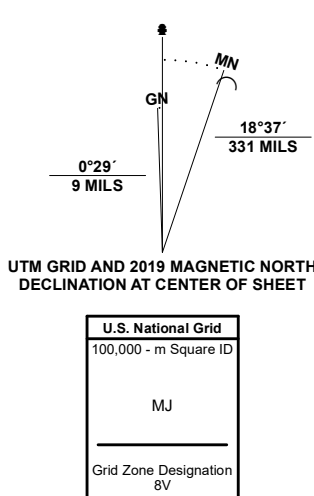 MN
GN
18°37´
331 MILS
0°29´
9 MILS
UTM GRID AND 2019 MAGNETIC NORTH
DECLINATION AT CENTER OF SHEET
U.S. National Grid
100,000 - m Square ID
MJ
Grid Zone Designation
8V